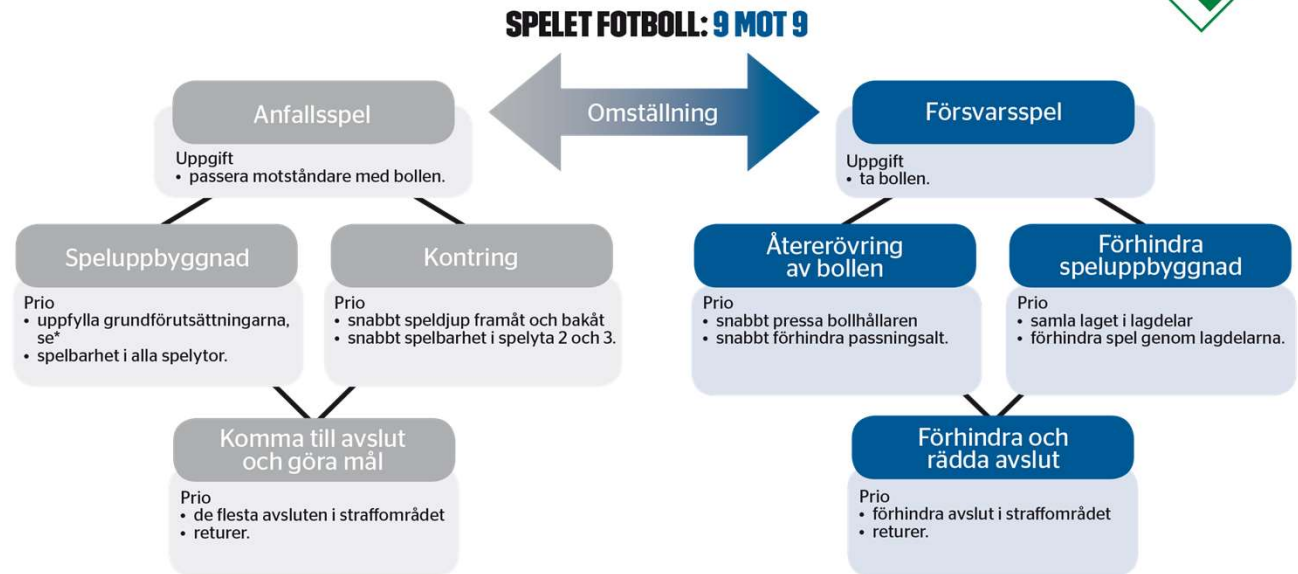 SPELET FOTBOLL: 9 MOT 9
Omställning
Anfallsspel
Uppgift
• passera motståndare med bollen.
Speluppbyggnad
Prio
• uppfylla grundförutsättningarna,
se*
• spelbarhet i alla spelytor.
Kontring
Prio
• snabbt speldjup framåt och bakåt
• snabbt spelbarhet i spelyta 2 och 3.
Komma till avslut
och göra mål
Prio
• de flesta avsluten i straffområdet
• returer.
Försvarsspel
Uppgift
• ta bollen.
Återerövring
av bollen
Prio
• snabbt pressa bollhållaren
• snabbt förhindra passningsalt.
Förhindra
speluppbyggnad
Prio
• samla laget i lagdelar
• förhindra spel genom lagdelarna.
Förhindra och
rädda avslut
Prio
• förhindra avslut i straffområdet
• returer.